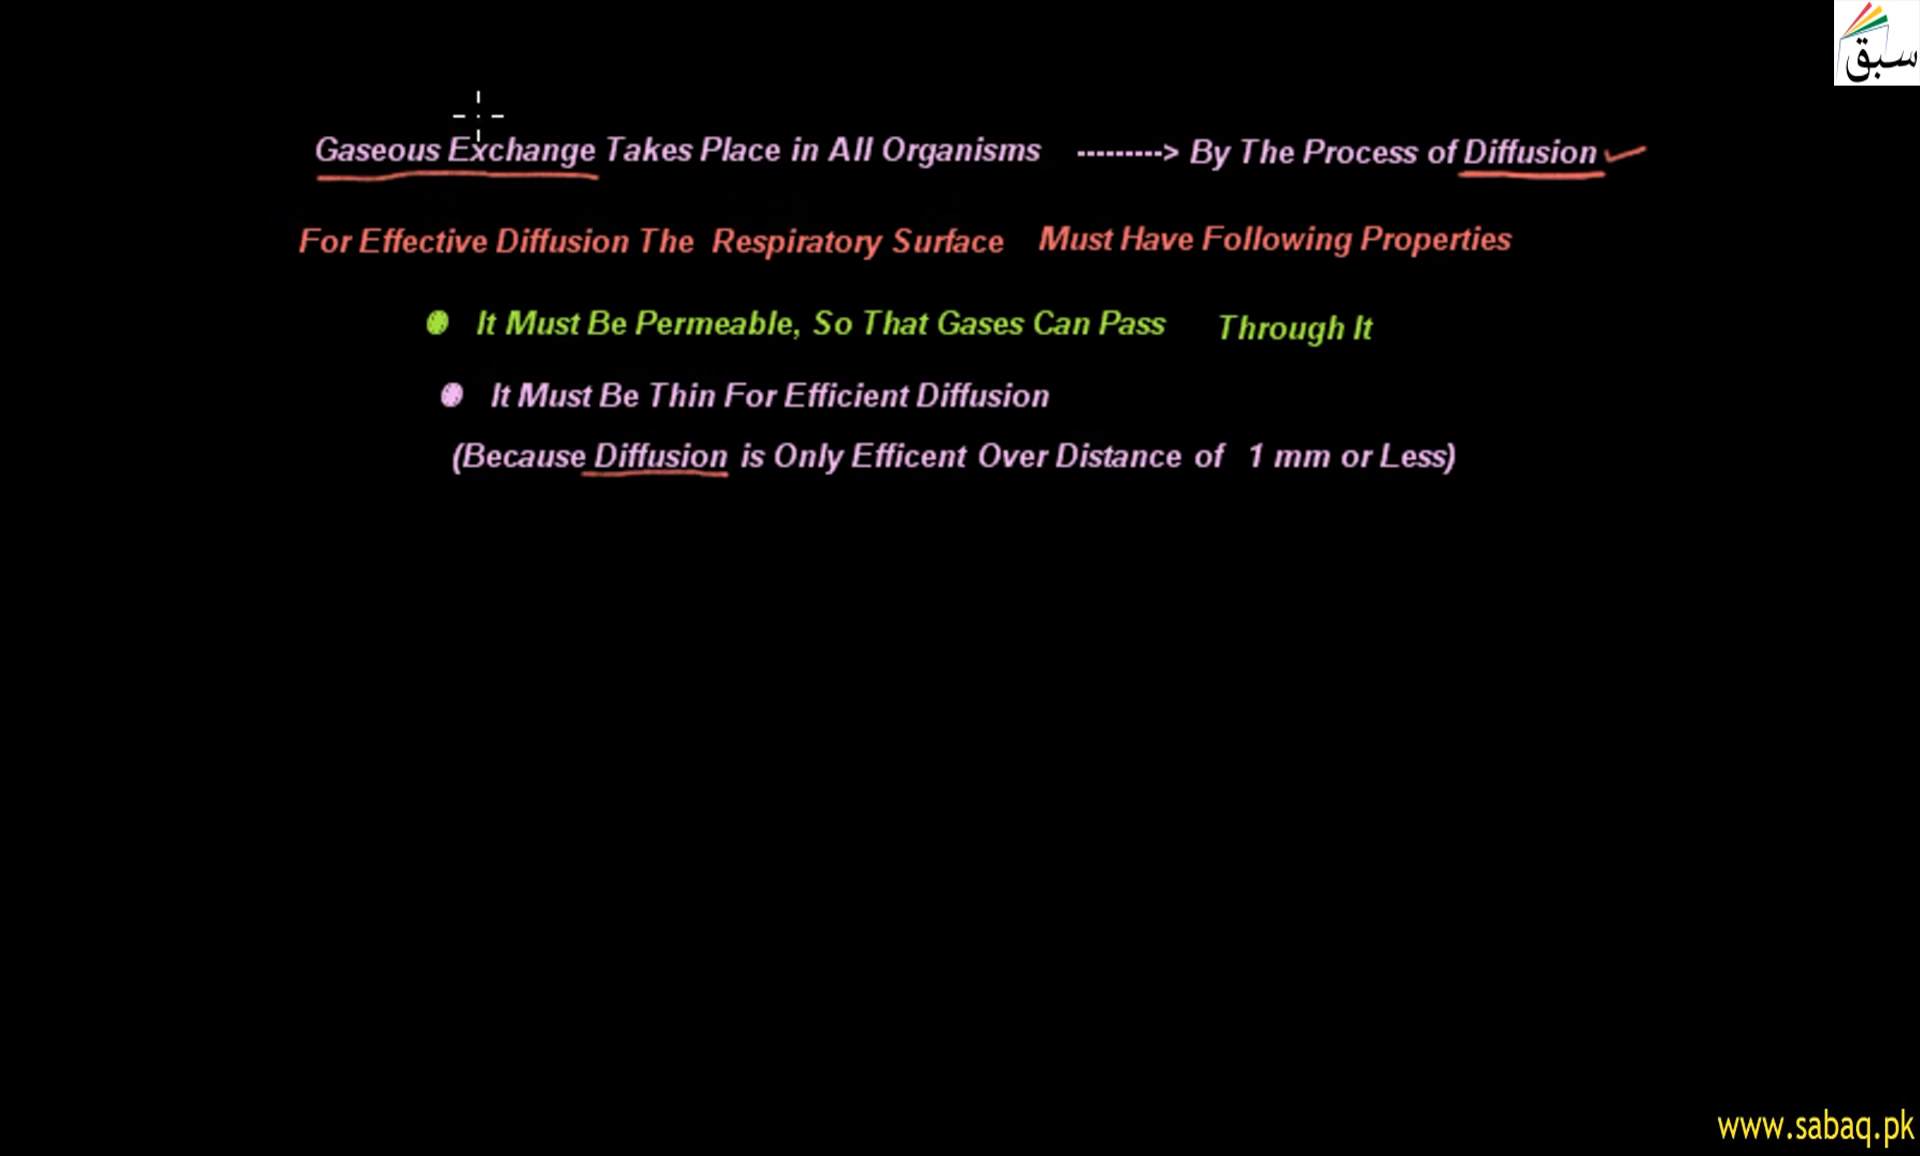 سبق
Gaseous Exchange Takes Place in All Organisms ---------> By The Process of Diffusion
For Effective Diffusion The Respiratory Surface Must Have Following Properties
It Must Be Permeable, So That Gases Can Pass Through It
It Must Be Thin For Efficient Diffusion
(Because Diffusion is Only Efficent Over Distance of 1 mm or Less)
www.sabaq.pk